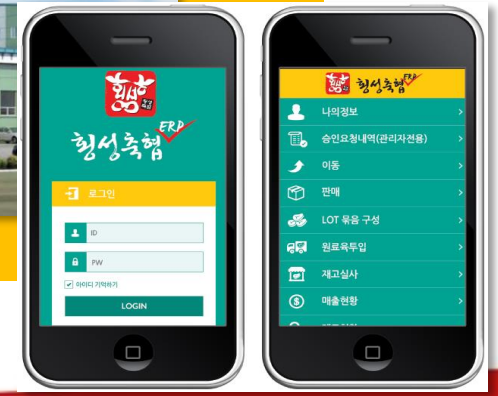 횡성축협 ERP
로그인
ID
PW
아이디 기억하기
LOGIN
횡성축협 ERP
나의정보
승인요청내역(관리자전용)
이동
판매
LOT 묶음 구성
원료육투입
재고실사
매출현황